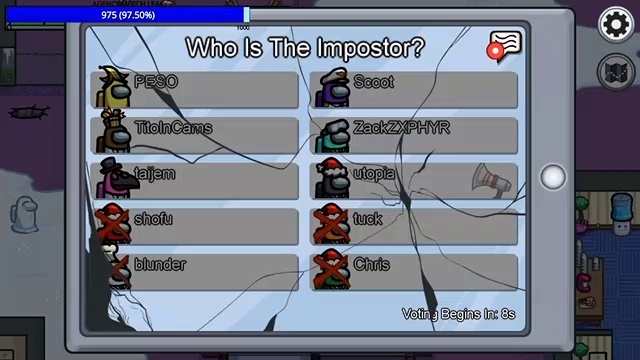 975 (97.50%)
1000
Who Is The Impostor?
PESO
Scoot
TitoInCams
ZackZXPHYR
taijem
utopia
shofu
tuck
blunder
Chris
Voting Begins In: 8s